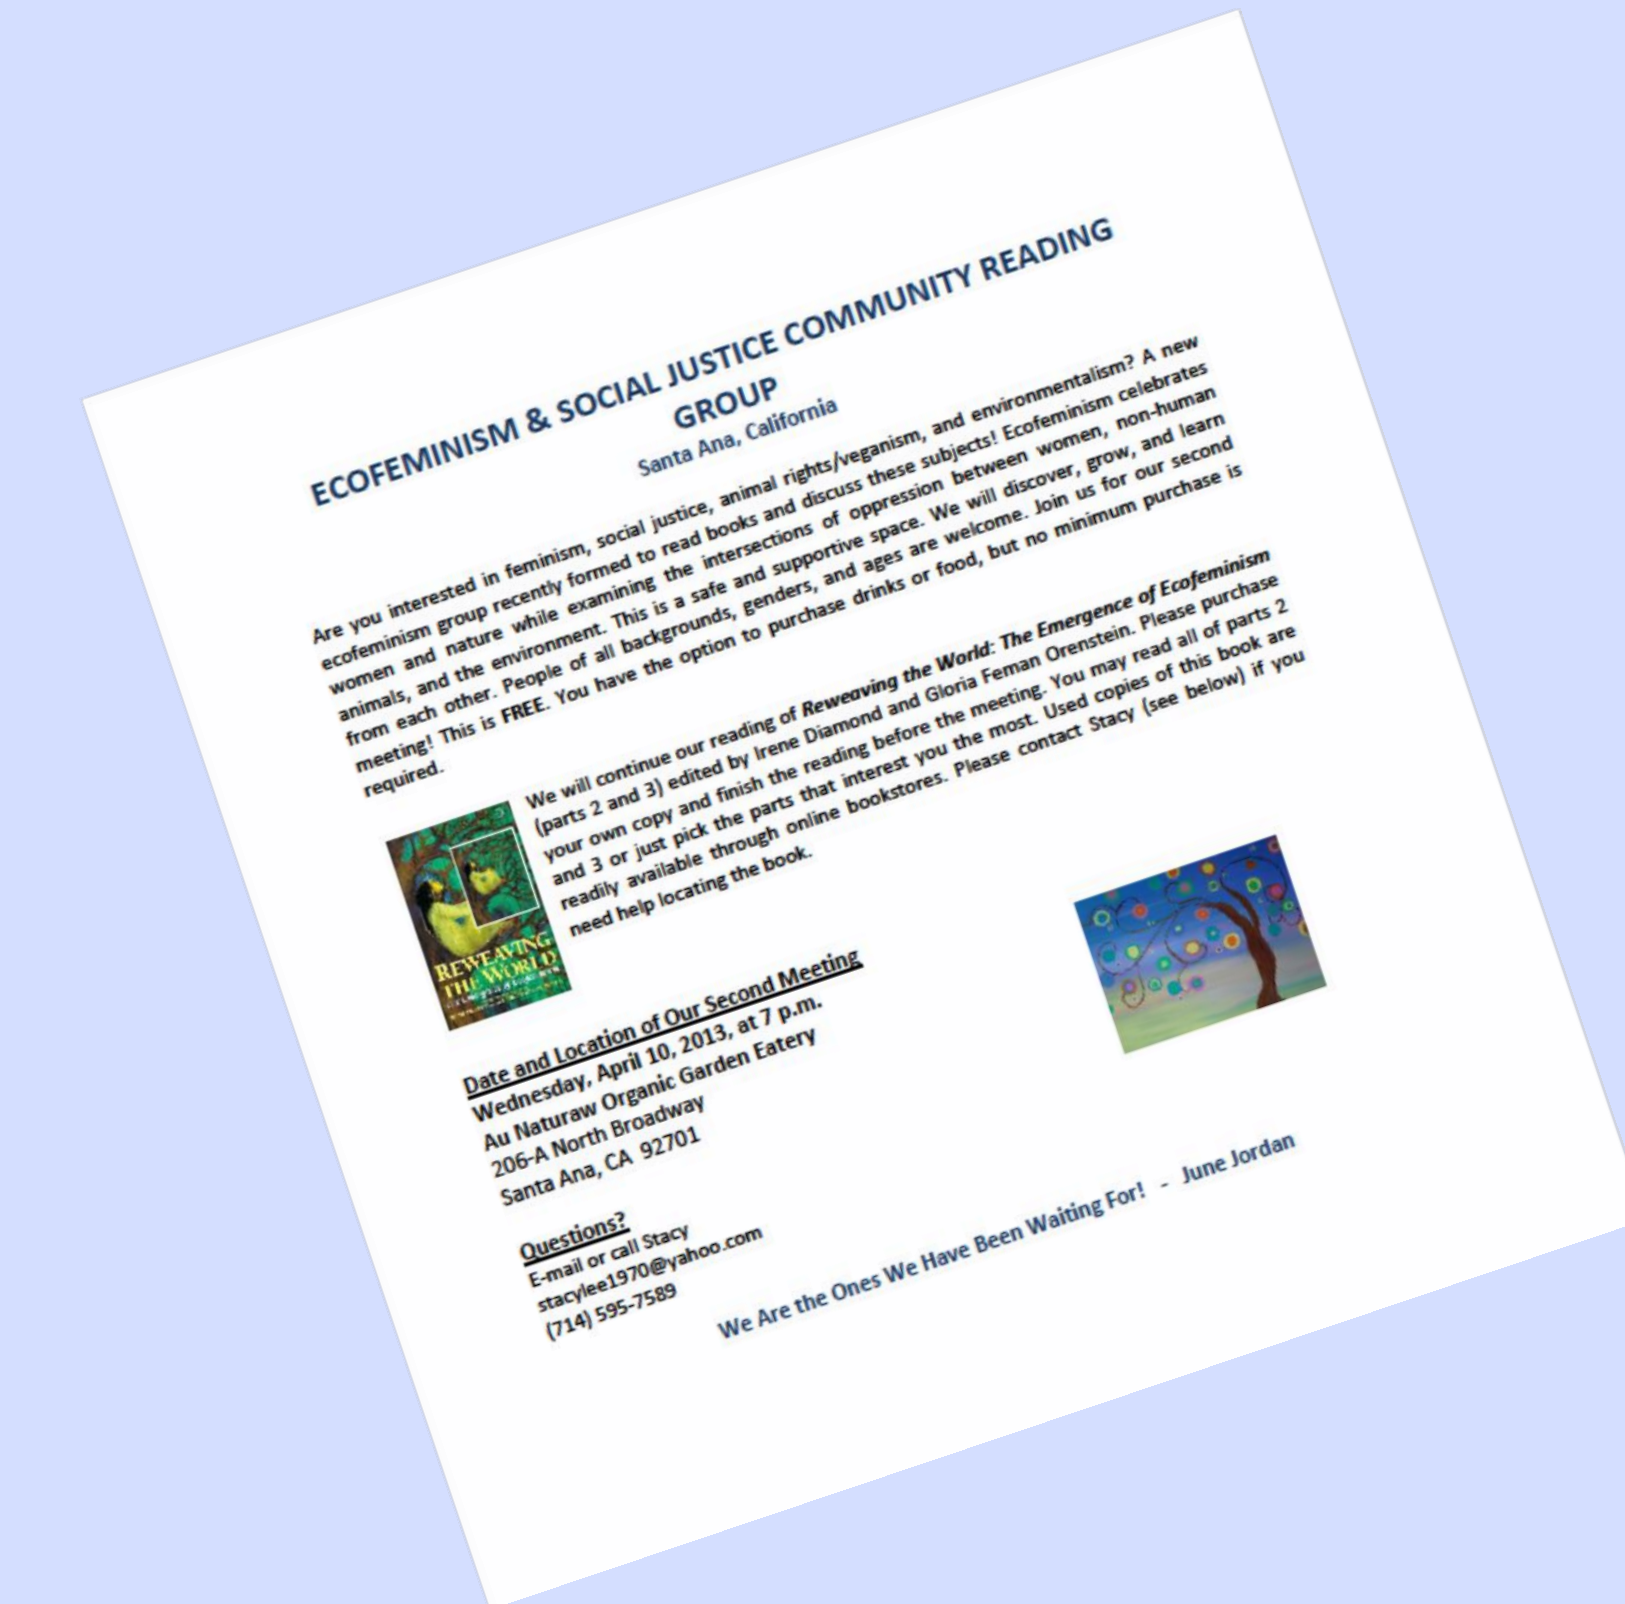 ECOFEMINISM & SOCIAL JUSTICE COMMUNITY READING
GROUP
Santa Ana, California
Are you interested in feminism, social justice, animal rights/veganism, and environmentalism? A new
ecofeminism group recently formed to read books and discuss these subjects! Ecofeminism celebrates
women and nature while examining the intersections of oppression between women, non-human
animals, and the environment. This is a safe and supportive space. We will discover, grow, and learn
from each other. People of all backgrounds, genders, and ages are welcome. Join us for our second
meeting! This is FREE. You have the option to purchase drinks or food, but no minimum purchase is
required.
We will continue our reading of Reweaving the World: The Emergence of Ecofeminism
(parts 2 and 3) edited by Irene Diamond and Gloria Feman Orenstein. Please purchase
your own copy and finish the reading before the meeting. You may read all of parts 2
and 3 or just pick the parts that interest you the most. Used copies of this book are
readily available through online bookstores. Please contact Stacy (see below) if you
need help locating the book.
REWEAVING
THE WORLD
Date and Location of Our Second Meeting
Wednesday, April 10, 2013, at 7 p.m.
Au Naturaw Organic Garden Eatery
206-A North Broadway
Santa Ana, CA 92701
Questions?
E-mail or call Stacy
stacylee1970@yahoo.com
(714) 595-7589
We Are the Ones We Have Been Waiting For! - June Jordan